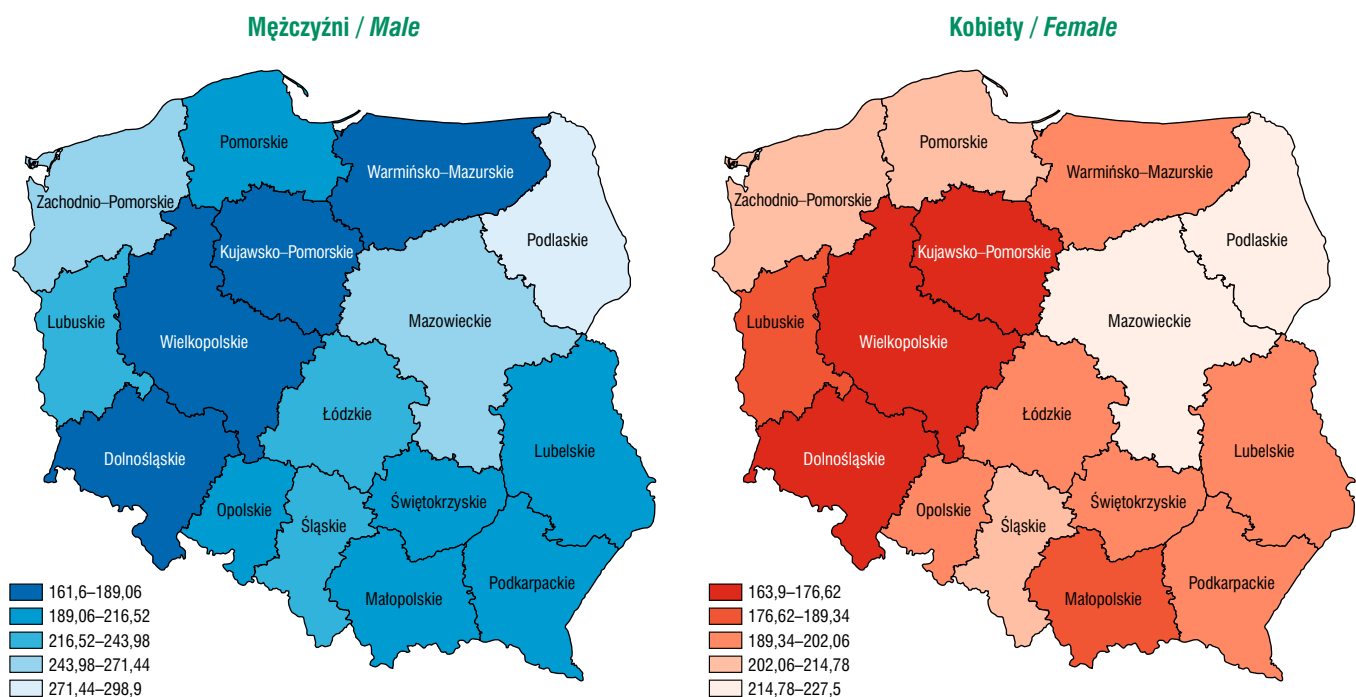 Mężczyźni / Male
Pomorskie
Warmińsko–Mazurskie
Zachodnio–Pomorskie
Podlaskie
Kujawsko–Pomorskie
Lubuskie
Mazowieckie
Wielkopolskie
Łódzkie
Dolnośląskie
Lubelskie
Opolskie
Świętokrzyskie
Śląskie
Podkarpackie
Małopolskie
161,6–189,06
189,06–216,52
216,52–243,98
243,98–271,44
271,44–298,9
Kobiety / Female
Pomorskie
Warmińsko–Mazurskie
Zachodnio–Pomorskie
Podlaskie
Kujawsko–Pomorskie
Lubuskie
Mazowieckie
Wielkopolskie
Łódzkie
Dolnośląskie
Lubelskie
Opolskie
Świętokrzyskie
Śląskie
Podkarpackie
Małopolskie
163,9–176,62
176,62–189,34
189,34–202,06
202,06–214,78
214,78–227,5